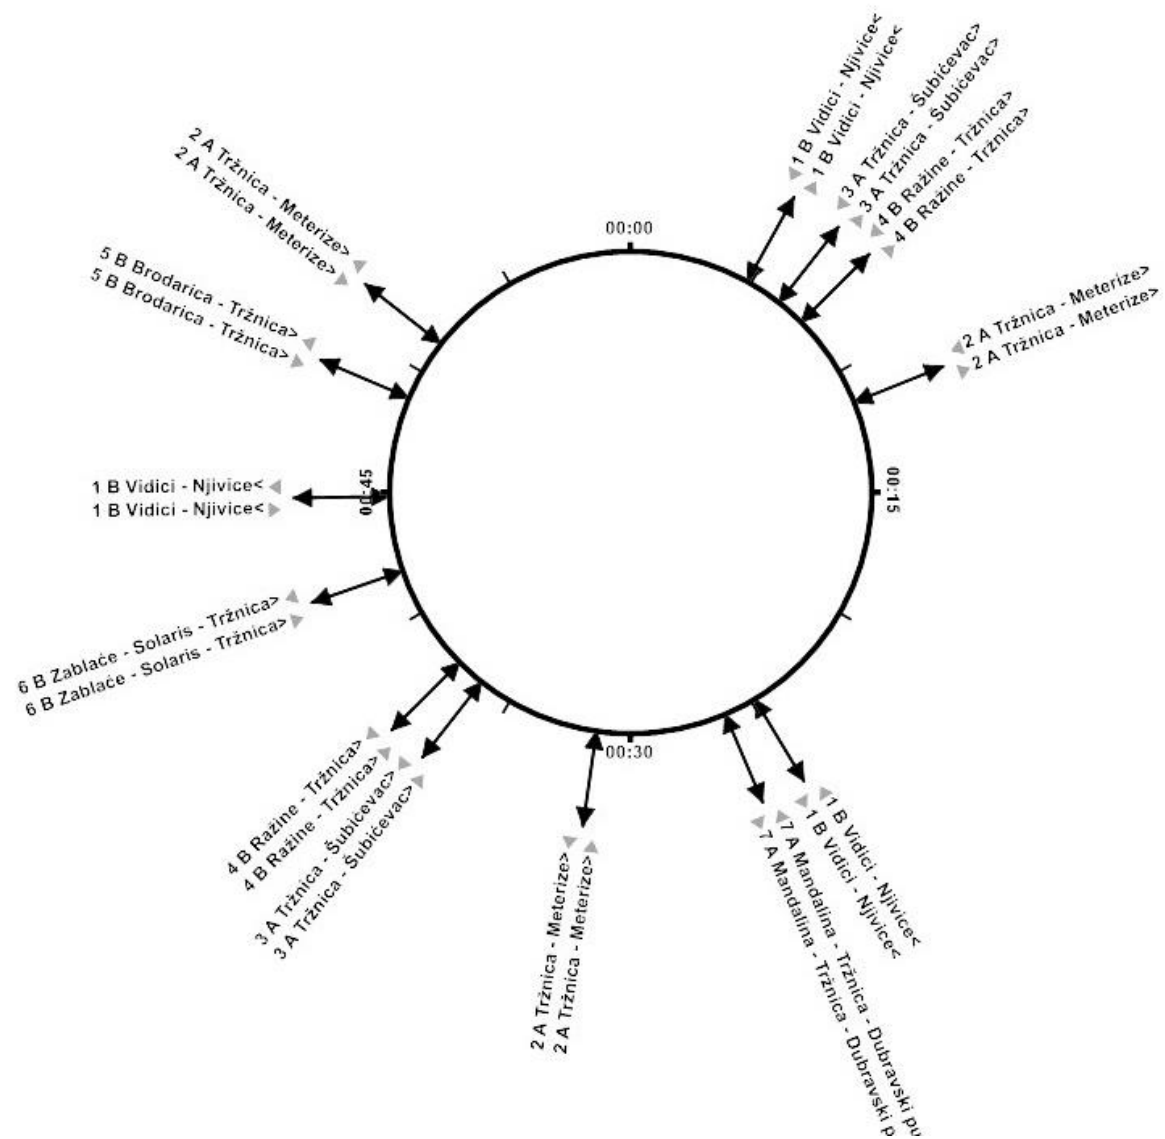 00:00
1 B Vidici - Njivice<
1 B Vidici - Njivice<
3 A Tržnica - Šubićevac>
3 A Tržnica - Šubićevac>
4 B Ražine - Tržnica>
4 B Ražine - Tržnica>
2 A Tržnica - Meterize>
2 A Tržnica - Meterize>
00:15
1 B Vidici - Njivice<
1 B Vidici - Njivice<
7 A Mandalina - Tržnica - Dubravski pu
7 A Mandalina - Tržnica - Dubravski p
00:30
2 A Tržnica - Meterize>
2 A Tržnica - Meterize>
3 A Tržnica - Šubićevac>
3 A Tržnica - Šubićevac>
4 B Ražine - Tržnica>
4 B Ražine - Tržnica>
6 B Zablaće - Solaris - Tržnica>
6 B Zablaće - Solaris - Tržnica>
00:45
1 B Vidici - Njivice<
1 B Vidici - Njivice<
5 B Brodarica - Tržnica>
5 B Brodarica - Tržnica>
2 A Tržnica - Meterize>
2 A Tržnica - Meterize>